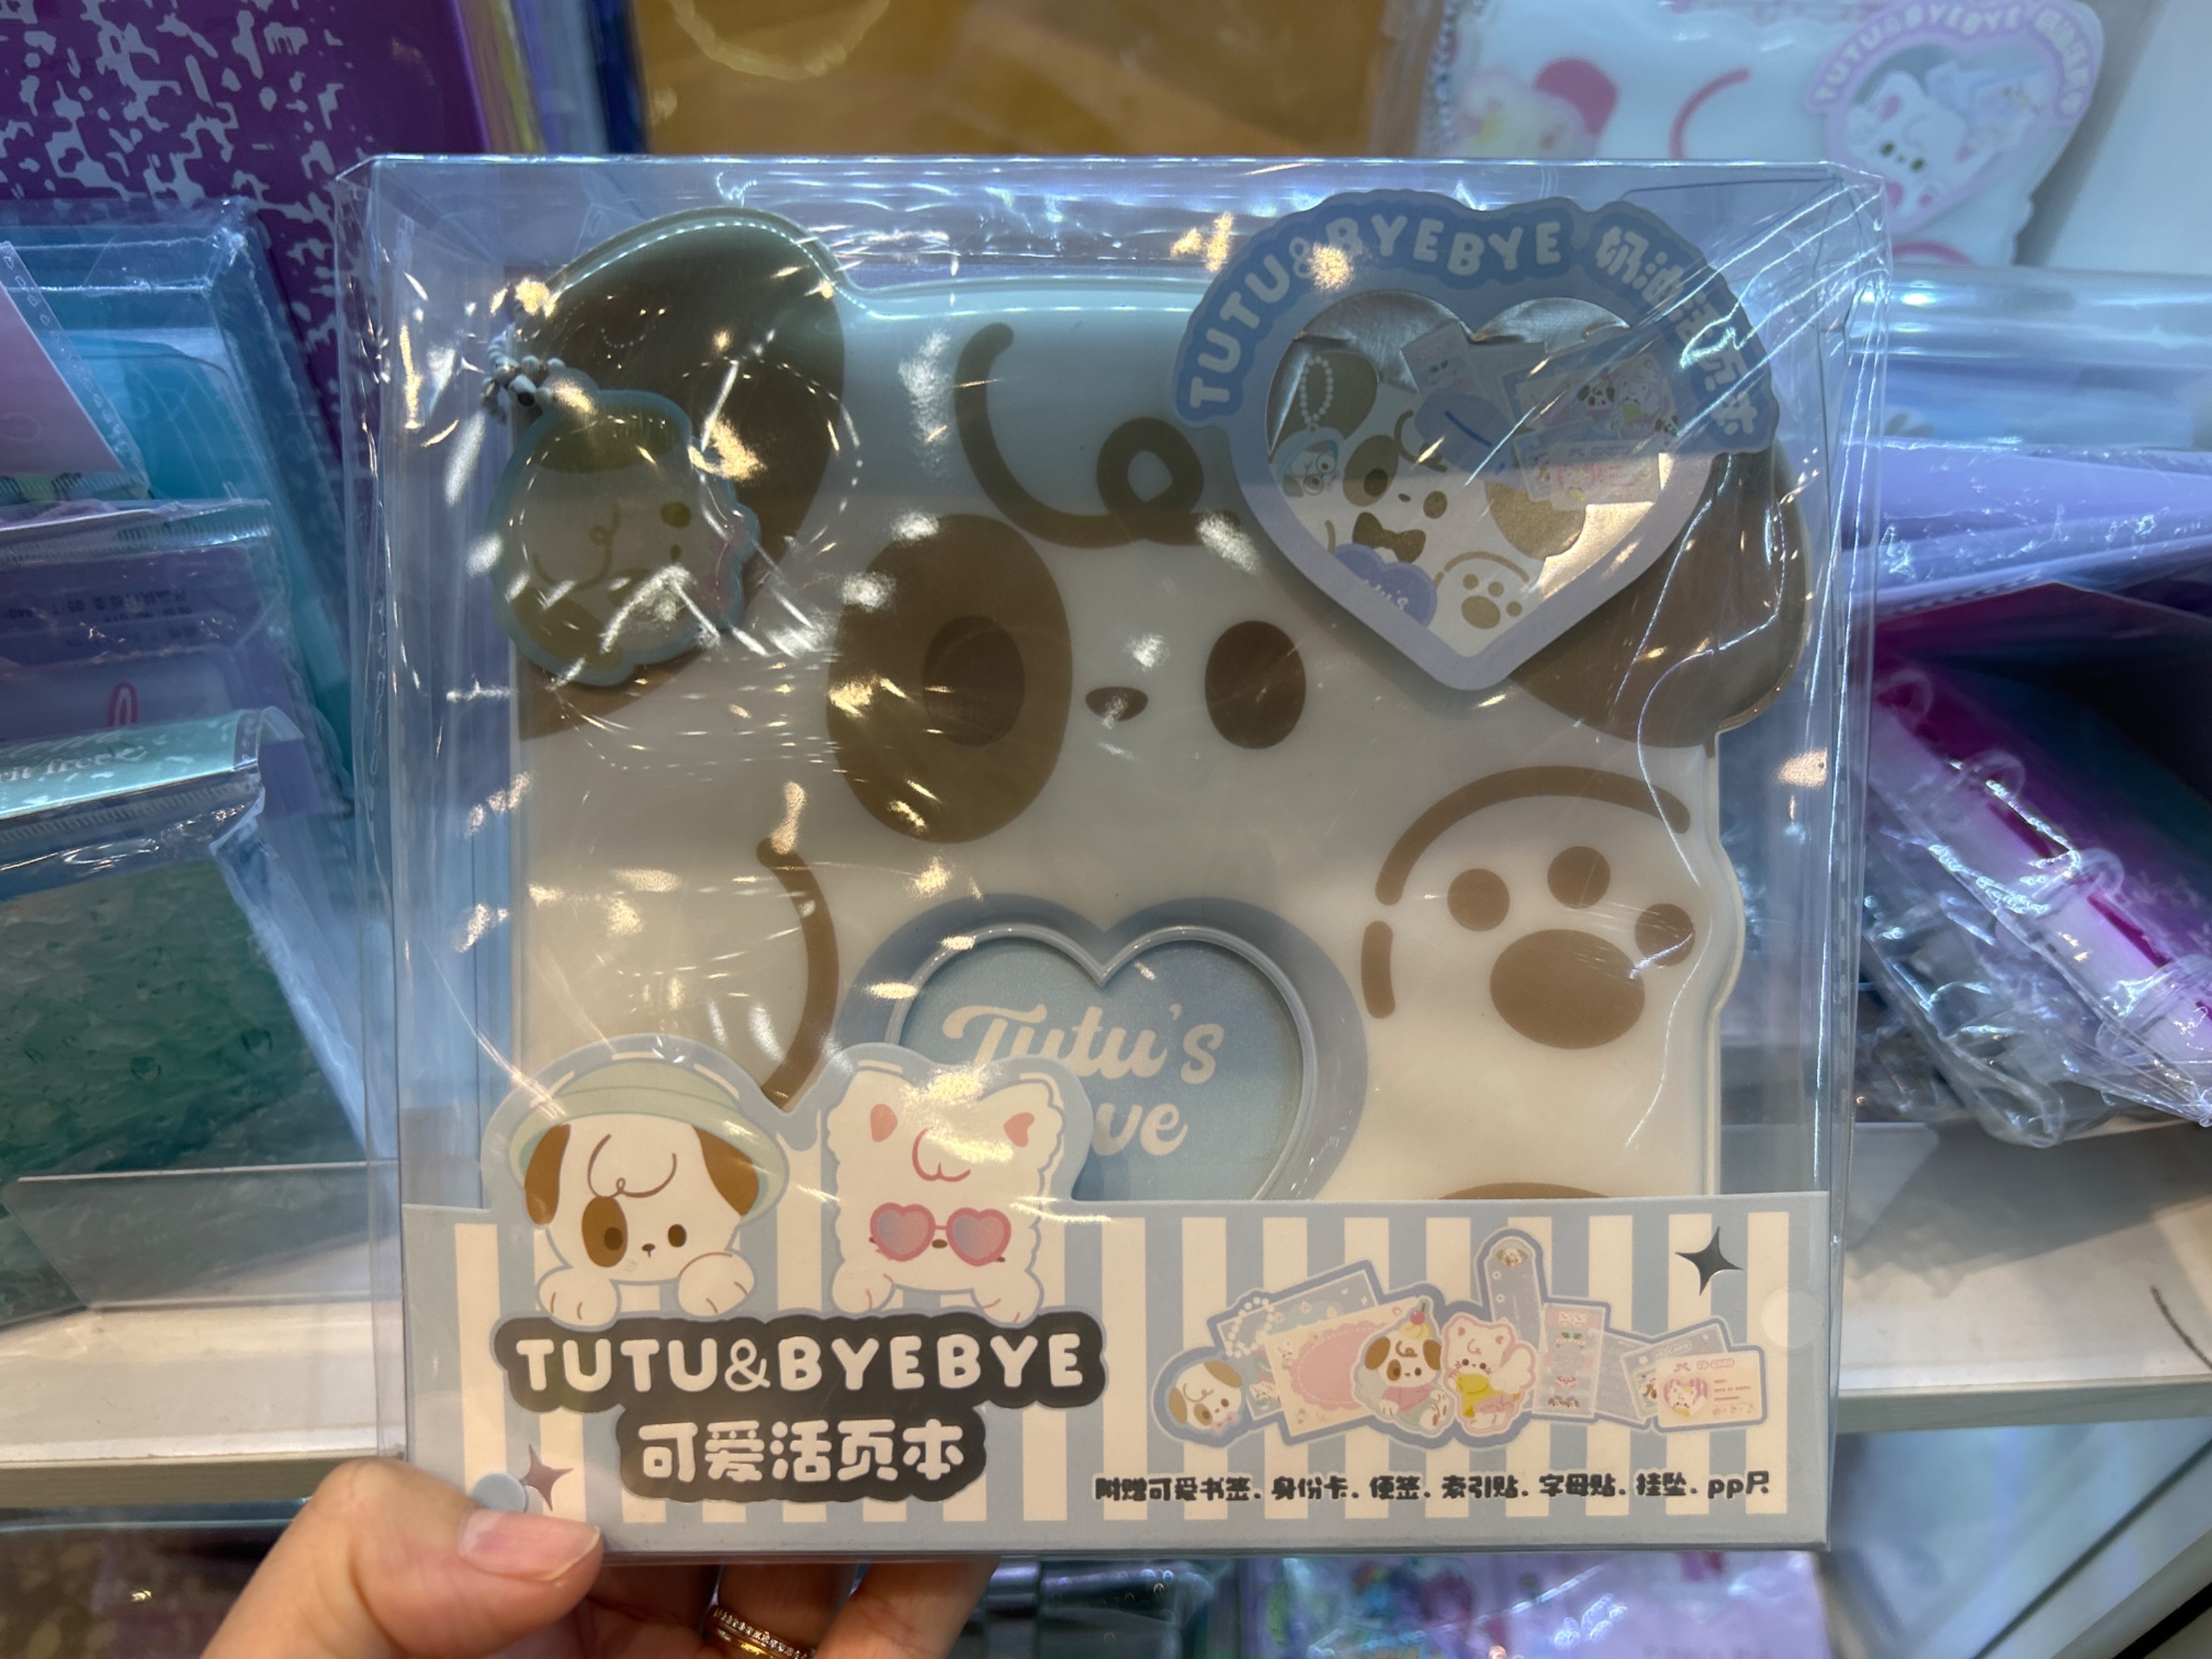 TUTU&BYEBYE 奶油活页本
Tutu's
TUTU&BYEBYE
可爱活页本
附赠可爱书签. 身份卡. 便签. 索引贴. 字母贴. 挂坠. pp尺